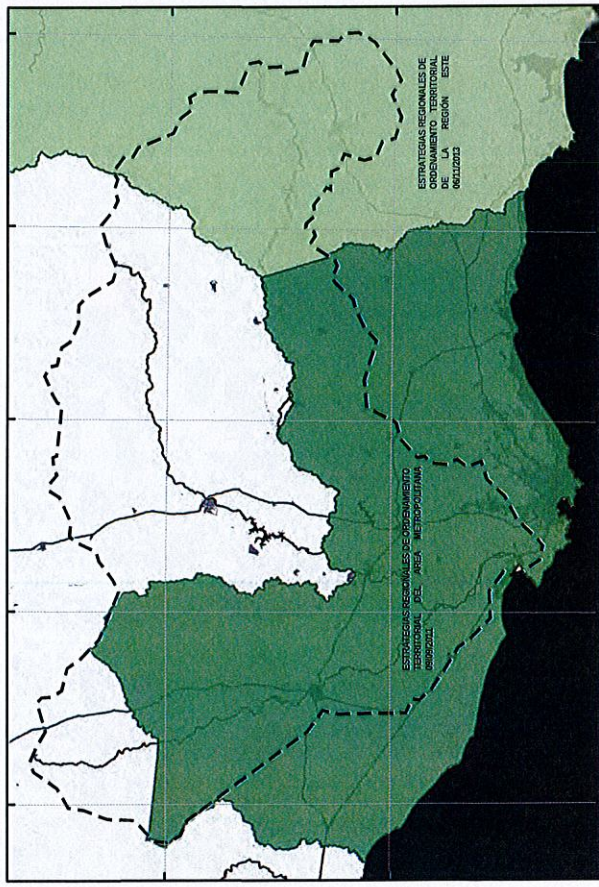 ESTRATEGIAS REGIONALES DE
ORDENAMIENTO TERRITORIAL
DE LA REGIÓN ESTE
06/11/2013
ESTRATEGIAS REGIONALES DE ORDENAMIENTO
TERRITORIAL DEL AREA METROPOLITANA
09/09/2011